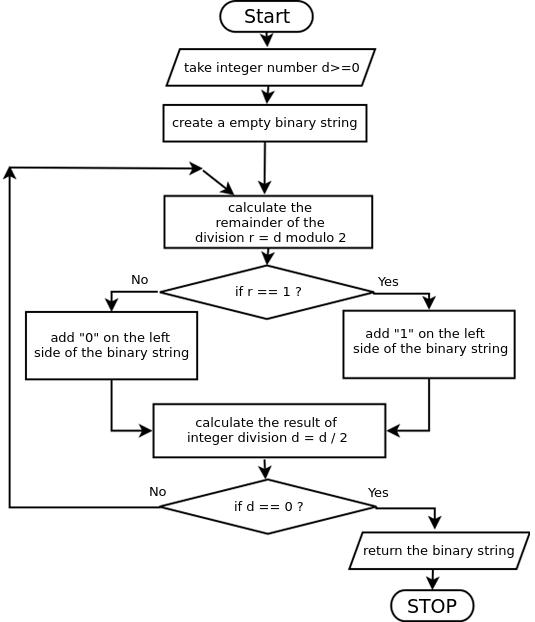 Start
take integer number d>=0
create a empty binary string
calculate the
remainder of the
division r = d modulo 2
No
if r == 1 ?
Yes
add "0" on the left
side of the binary string
add "1" on the left
side of the binary string
calculate the result of
integer division d = d / 2
No
if d == 0 ?
Yes
return the binary string
STOP